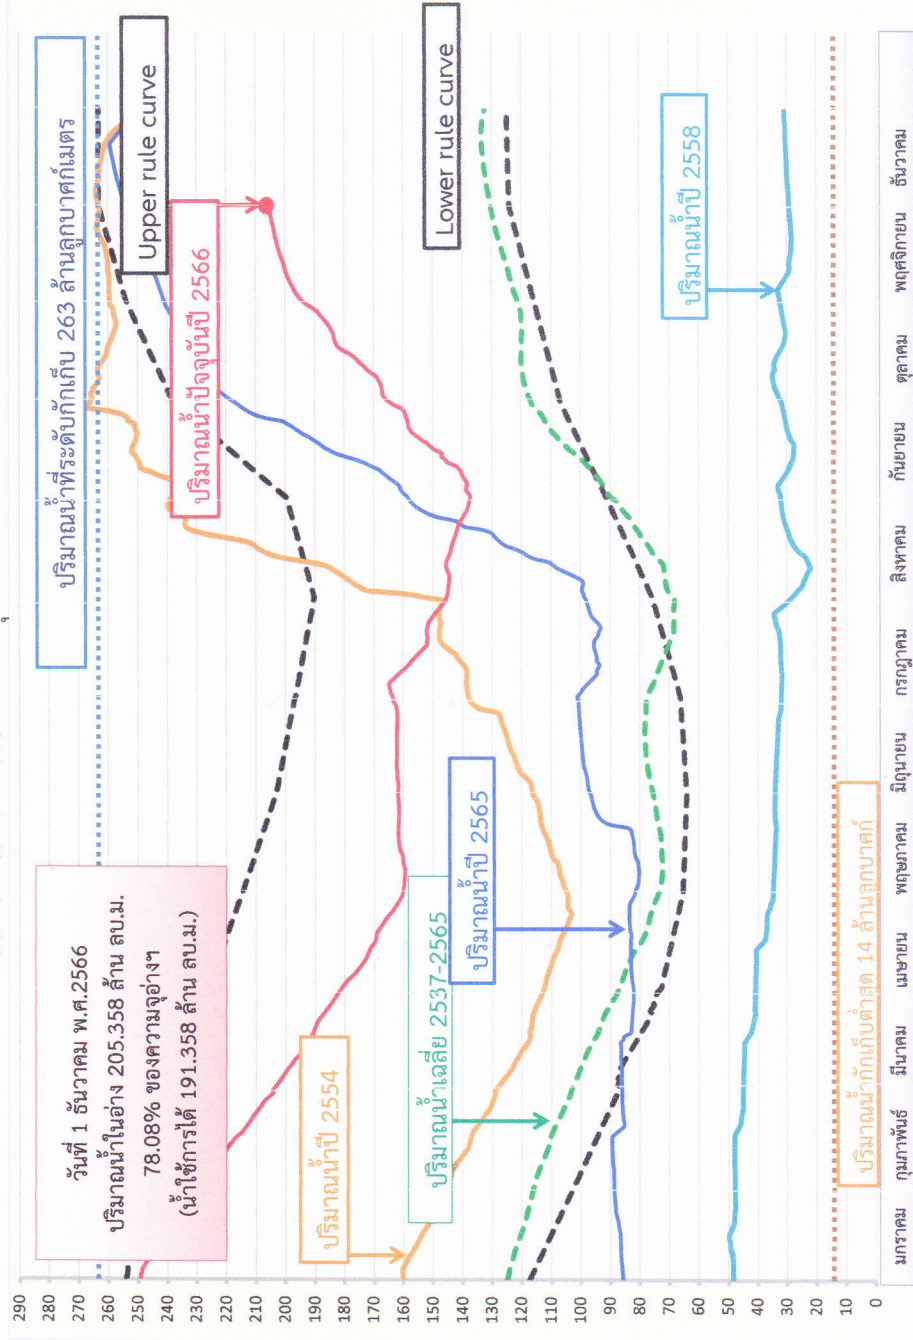 ปริมาณน้ำที่ระดับกักเก็บ 263 ล้านลูกบาศก์เมตร
Upper rule curve
ปริมาณน้ำปัจจุบันปี 2566
วันที่ 1 ธันวาคม พ.ศ.2566
ปริมาณน้ำในอ่าง 205.358 ล้าน ลบ.ม.
78.08% ของความจุอ่างฯ
(น้ำใช้การได้ 191.358 ล้าน ลบ.ม.)
ปริมาณน้ำปี 2554
ปริมาณน้ำเฉลี่ย 2537-2565
ปริมาณน้ำปี 2565
Lower rule curve
ปริมาณน้ำปี 2558
ปริมาณน้ำกักเก็บต่ำสุด 14 ล้านลูกบาศก์
290
280
270
260
250
240
230
220
210
200
190
180
170
160
150
140
130
120
110
100
90
80
70
60
50
40
30
20
10
0
มกราคม กุมภาพันธ์ มีนาคม เมษายน พฤษภาคม มิถุนายน กรกฎาคม สิงหาคม กันยายน ตุลาคม พฤศจิกายน ธันวาคม